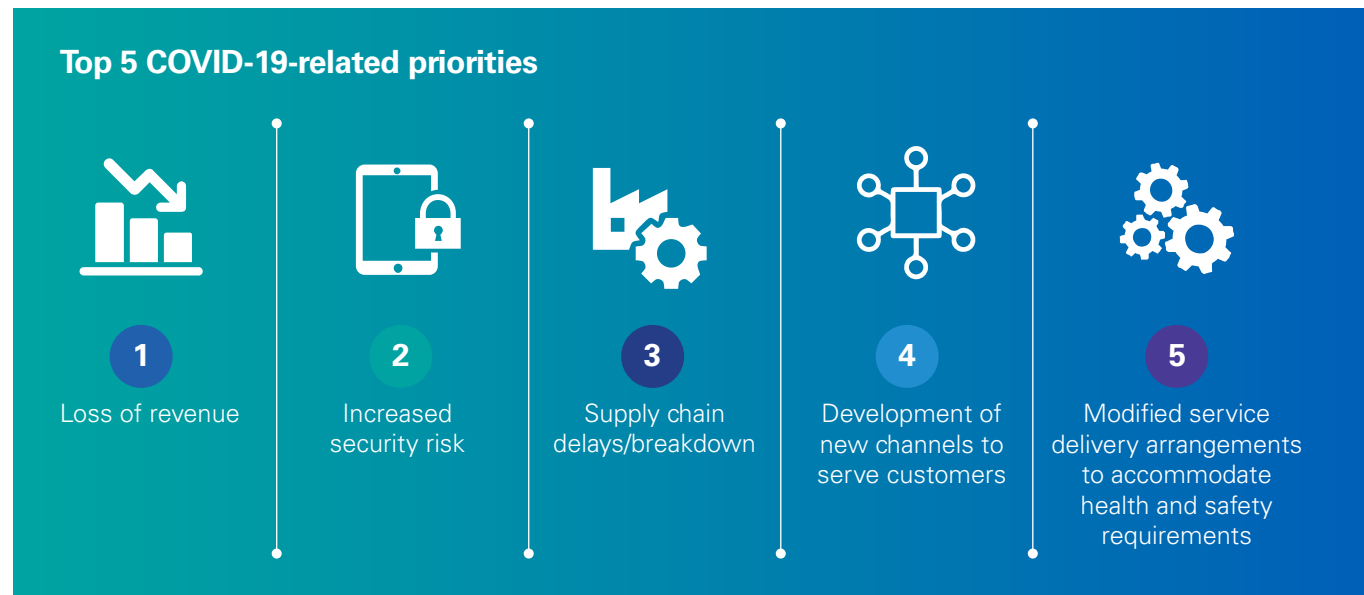 Top 5 COVID-19-related priorities
1
Loss of revenue
2
Increased
security risk
3
Supply chain
delays/breakdown
4
Development of
new channels to
serve customers
5
Modified service
delivery arrangements
to accommodate
health and safety
requirements